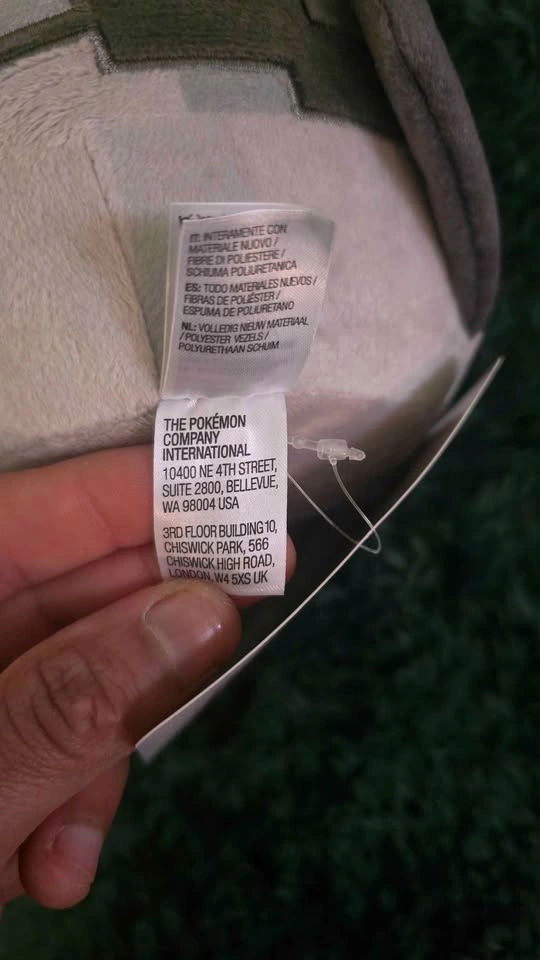 IT: INTERAMENTE CON
MATERIALE NUOVO /
FIBRE DI POLIESTERE /
SCHIUMA POLIURETANICA
ES: TODO MATERIALES NUEVOS /
FIBRAS DE POLIÉSTER /
ESPUMA DE POLIURETANO
NL: VOLLEDIG NIEUW MATERIAAL
/ POLYESTER VEZELS /
POLYURETHAAN SCHUIM
THE POKÉMON
COMPANY
INTERNATIONAL
10400 NE 4TH STREET,
SUITE 2800, BELLEVUE,
WA 98004 USA
3RD FLOOR BUILDING 10,
CHISWICK PARK, 566
CHISWICK HIGH ROAD,
LONDON, W4 5XS UK